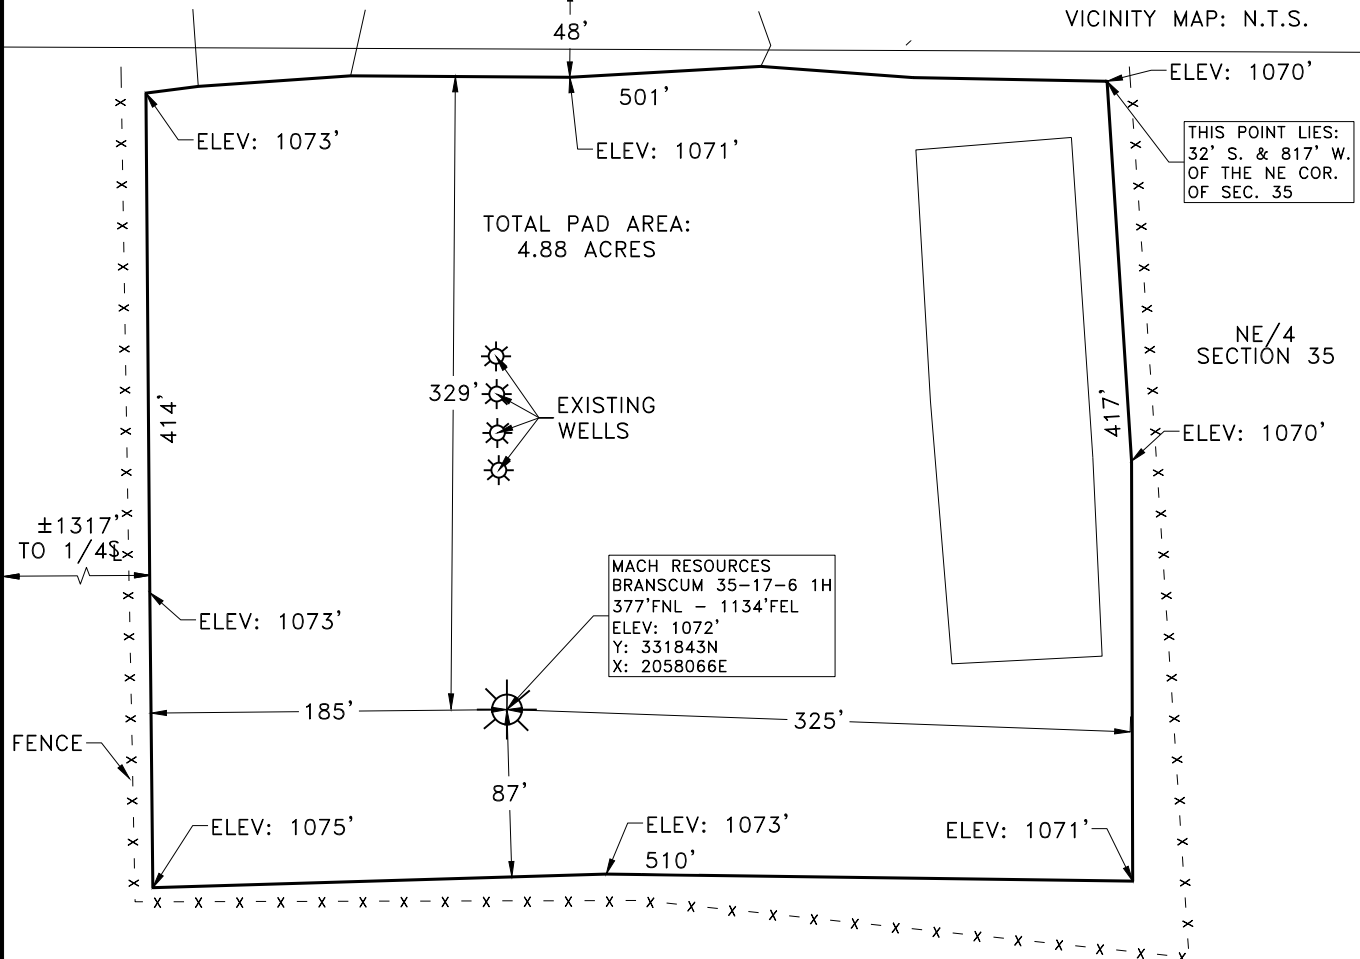 VICINITY MAP: N.T.S.
48'
ELEV: 1070'
501'
ELEV: 1073'
ELEV: 1071'
THIS POINT LIES:
32' S. & 817' W.
OF THE NE COR.
OF SEC. 35
TOTAL PAD AREA:
4.88 ACRES
NE/4
SECTION 35
329'
414'
EXISTING
WELLS
417'
ELEV: 1070'
±1317'
TO 1/4
MACH RESOURCES
BRANSCUM 35-17-6 1H
377'FNL - 1134'FEL
ELEV: 1072'
Y: 331843N
X: 2058066E
ELEV: 1073'
185'
325'
FENCE
87'
ELEV: 1075'
ELEV: 1073'
ELEV: 1071'
510'